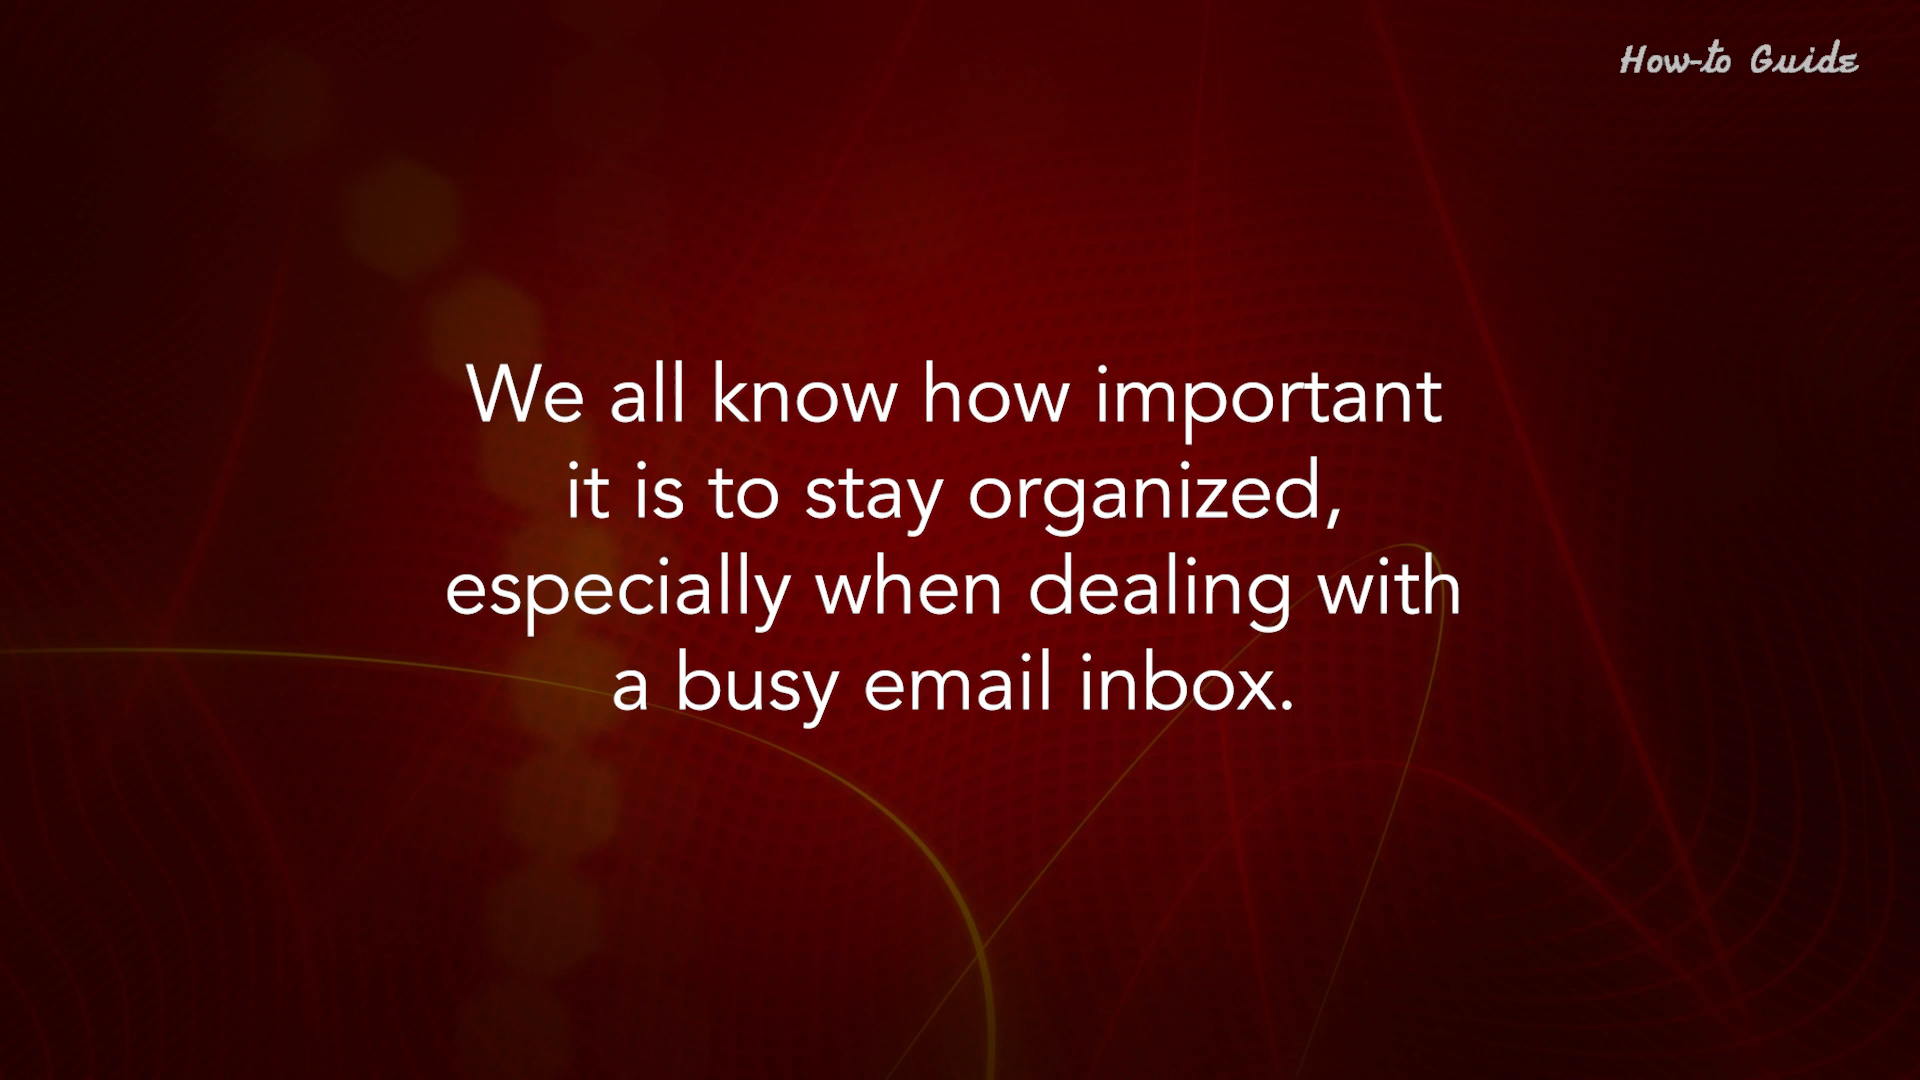 How-to Guide
We all know how important
it is to stay organized,
especially when dealing with
a busy email inbox.